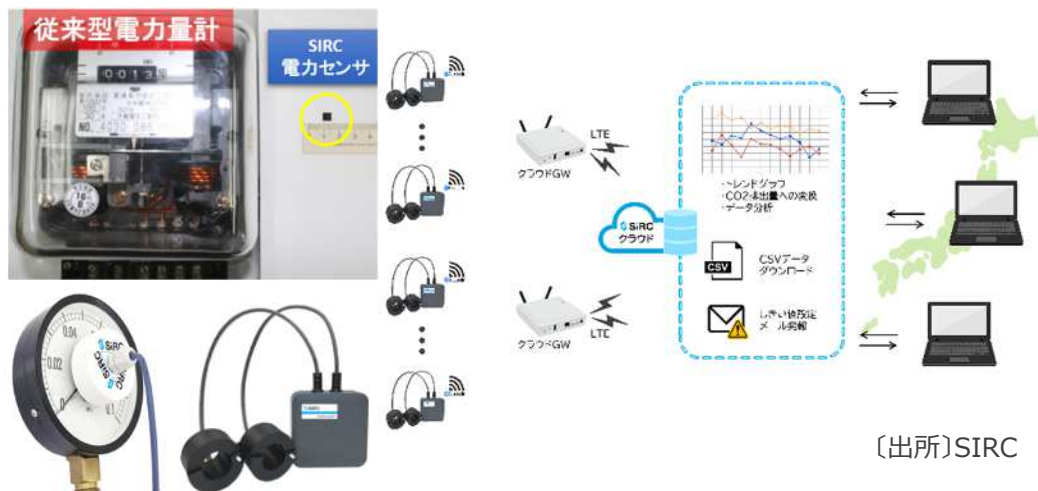 従来型電力量計
SIRC
電力センサ
0013
NO.
LTE
クラウドGW
SiRC
クラウド
LTE
クラウドGW
・トレンドグラフ
・CO2排出量への変換
・データ分析
CSV
CSVデータ
ダウンロード
しきい値設定
メール発報
0.04
0.02
0
0.1
SiRC
SiRC
SiRC
〔出所〕SIRC